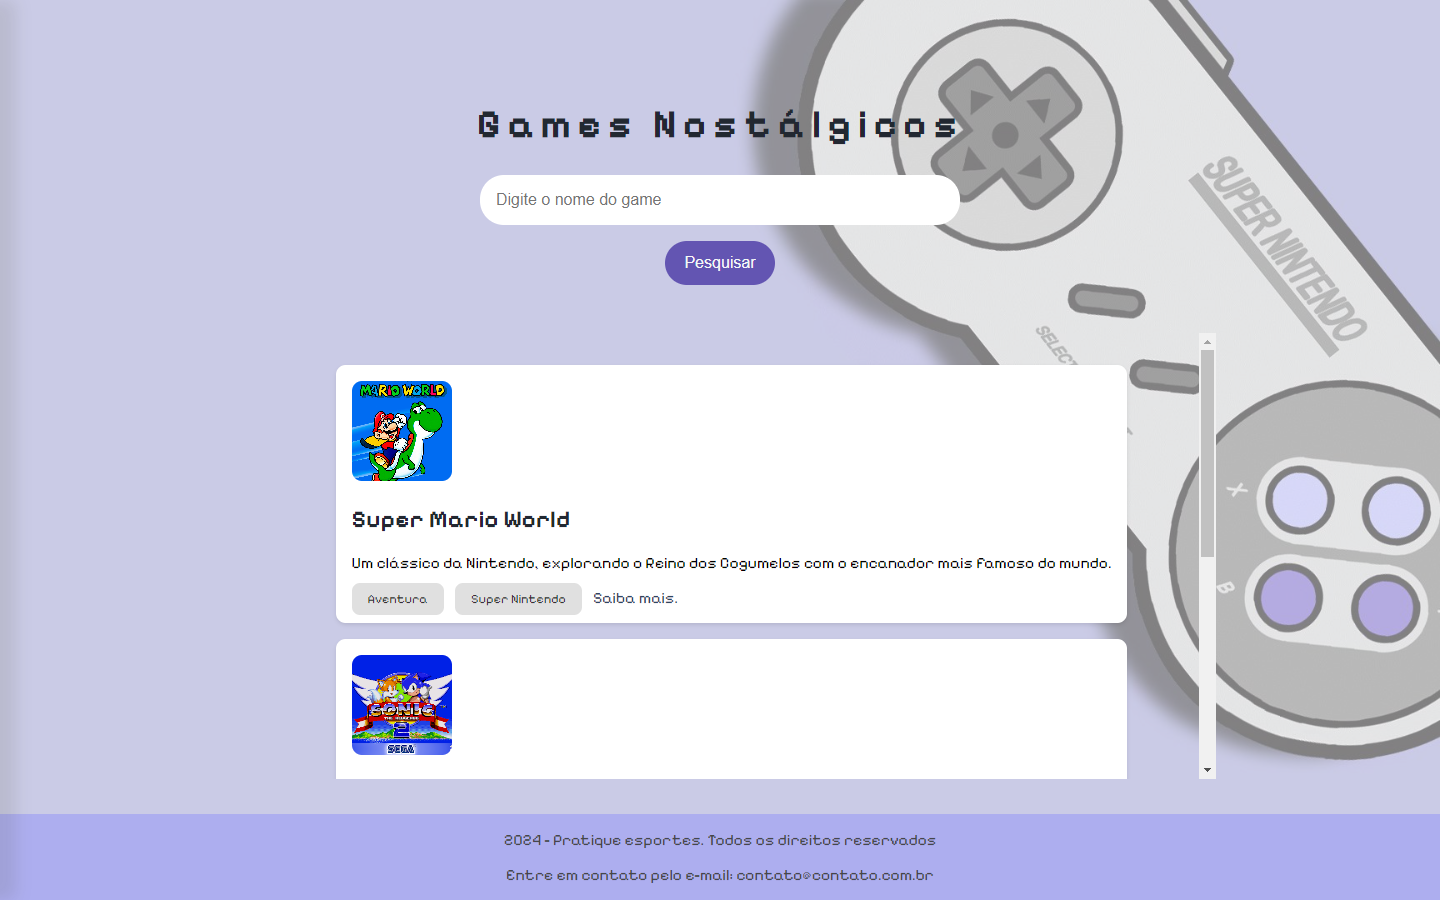 Games Nostálgicos
Digite o nome do game
Pesquisar
SUPER NINTENDO
SELECT
X
B
MARIO WORLD
Super Mario World
Um clássico da Nintendo, explorando o Reino dos Cogumelos com o encanador mais famoso do mundo.
Aventura
Super Nintendo
Saiba mais.
SONIC
THE HEDGEHOG
2
SEGA
2024 - Pratique esportes. Todos os direitos reservados
Entre em contato pelo e-mail: contato@contato.com.br